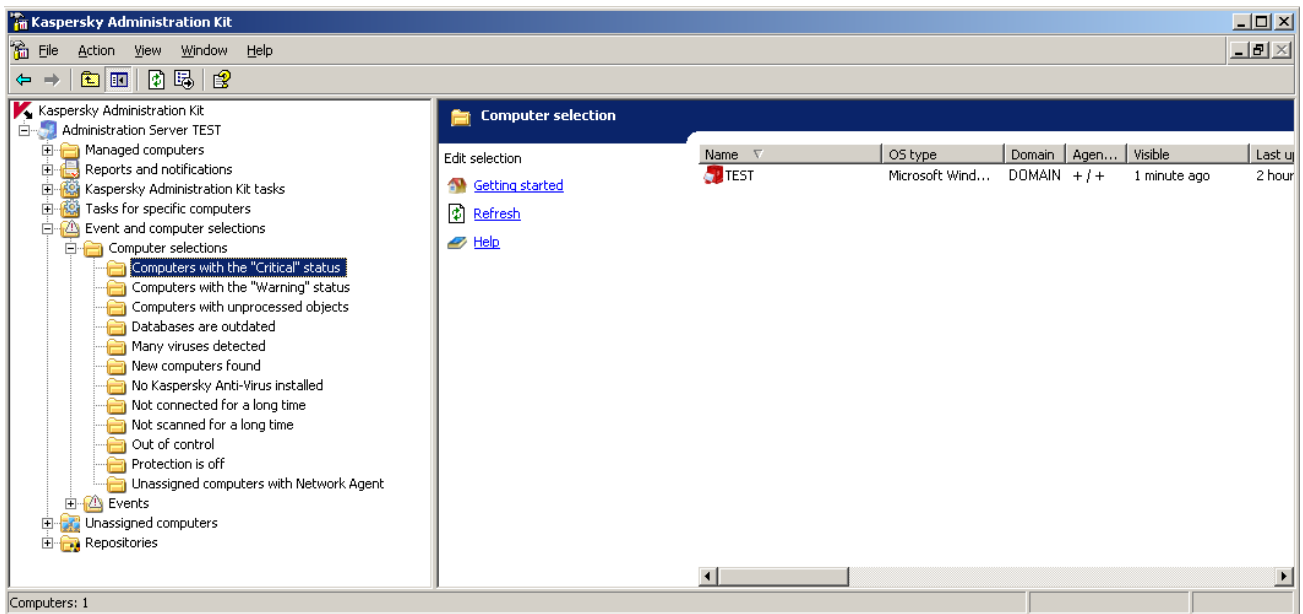 Kaspersky Administration Kit
File Action View Window Help
Kaspersky Administration Kit
Administration Server TEST
Managed computers
Reports and notifications
Kaspersky Administration Kit tasks
Tasks for specific computers
Event and computer selections
Computer selections
Computers with the "Critical" status
Computers with the "Warning" status
Computers with unprocessed objects
Databases are outdated
Many viruses detected
New computers found
No Kaspersky Anti-Virus installed
Not connected for a long time
Not scanned for a long time
Out of control
Protection is off
Unassigned computers with Network Agent
Events
Unassigned computers
Repositories
Computer selection
Edit selection
Getting started
Refresh
Help
Name OS type Domain Agen... Visible Last u
TEST Microsoft Wind... DOMAIN + / + 1 minute ago 2 hour
Computers: 1